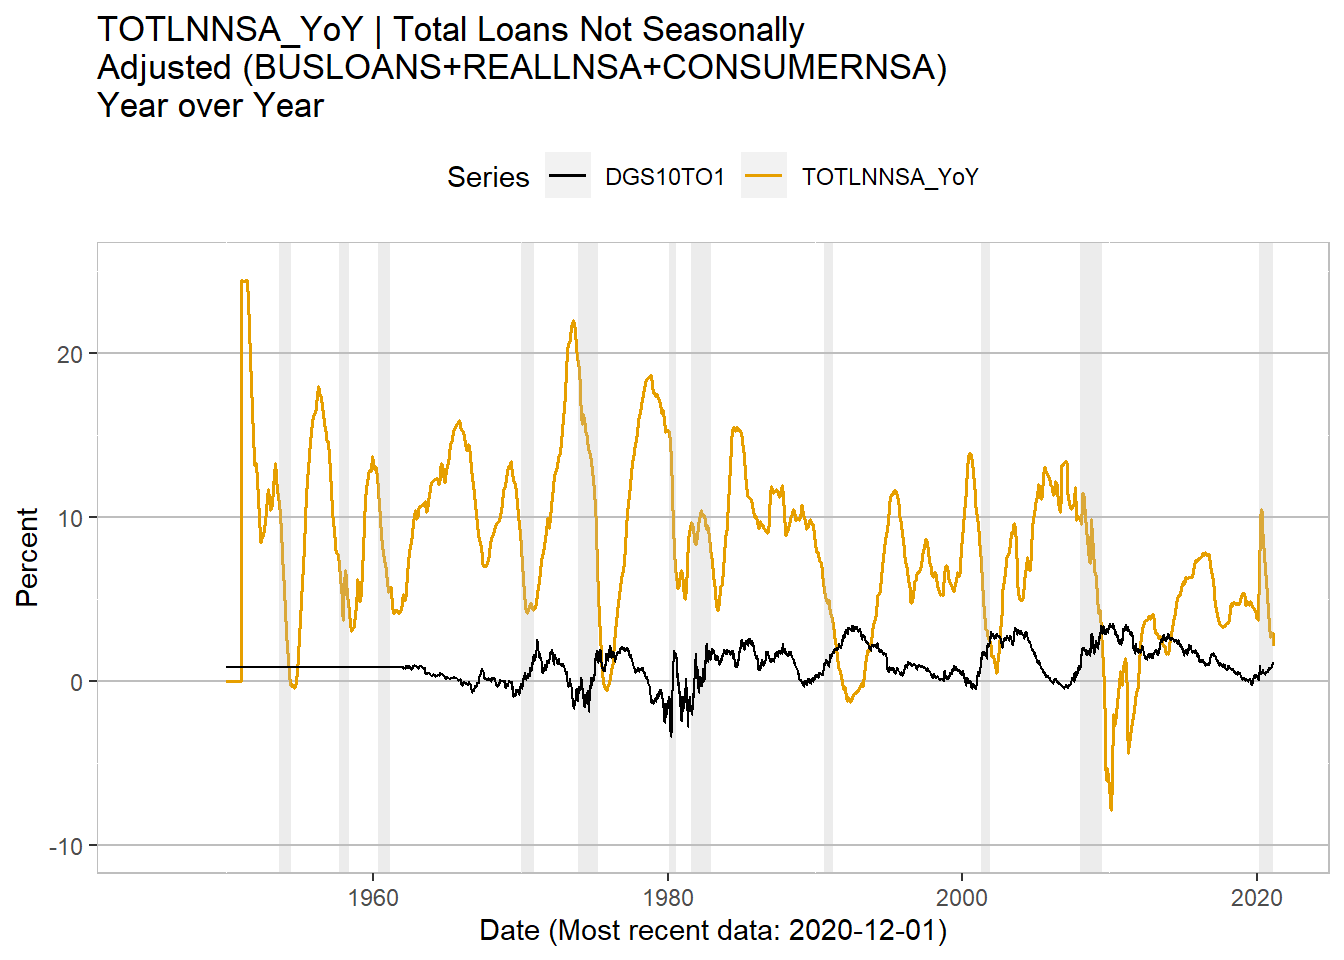 TOTLNNSA_YoY | Total Loans Not Seasonally
Adjusted (BUSLOANS+REALLNSA+CONSUMERNSA)
Year over Year
Series DGS10TO1 TOTLNNSA_YoY
Percent
20
10
0
-10
1960 1980 2000 2020
Date (Most recent data: 2020-12-01)